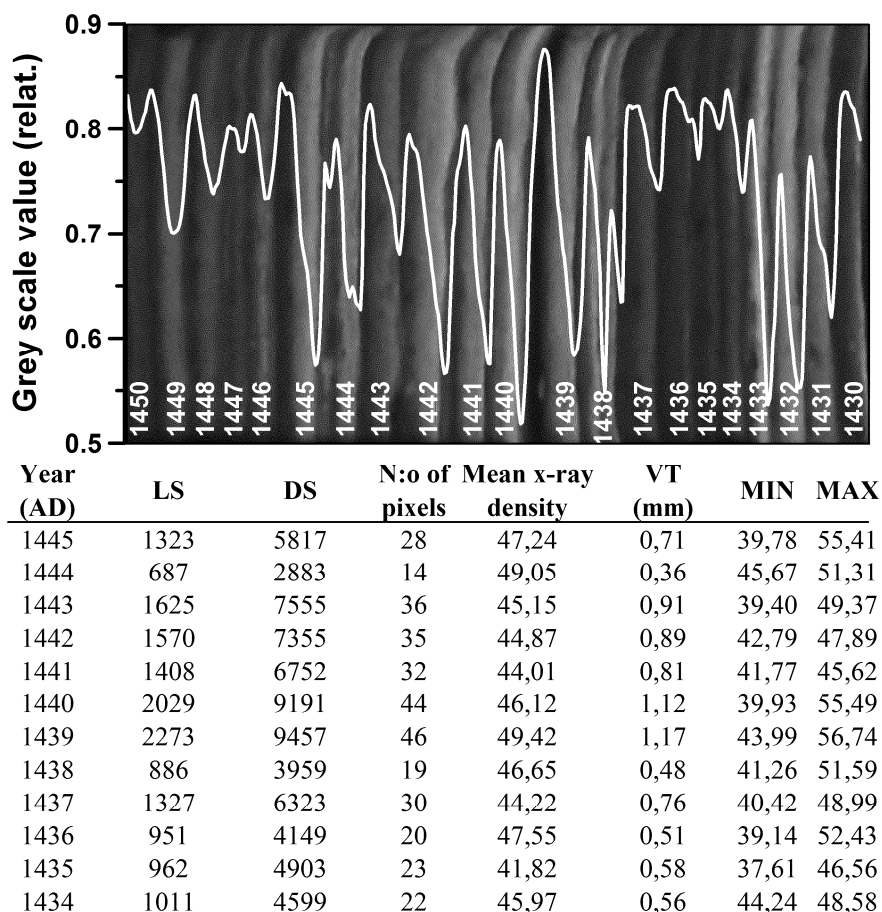 0.9
0.8
0.7
0.6
0.5
Grey scale value (relat.)
1450 1449 1448 1447 1446 1445 1444 1443 1442 1441 1440 1439 1438 1437 1436 1435 1434 1433 1432 1431 1430
Year (AD) LS DS N:o of pixels Mean x-ray density VT (mm) MIN MAX
1445 1323 5817 28 47,24 0,71 39,78 55,41
1444 687 2883 14 49,05 0,36 45,67 51,31
1443 1625 7555 36 45,15 0,91 39,40 49,37
1442 1570 7355 35 44,87 0,89 42,79 47,89
1441 1408 6752 32 44,01 0,81 41,77 45,62
1440 2029 9191 44 46,12 1,12 39,93 55,49
1439 2273 9457 46 49,42 1,17 43,99 56,74
1438 886 3959 19 46,65 0,48 41,26 51,59
1437 1327 6323 30 44,22 0,76 40,42 48,99
1436 951 4149 20 47,55 0,51 39,14 52,43
1435 962 4903 23 41,82 0,58 37,61 46,56
1434 1011 4599 22 45,97 0,56 44,24 48,58